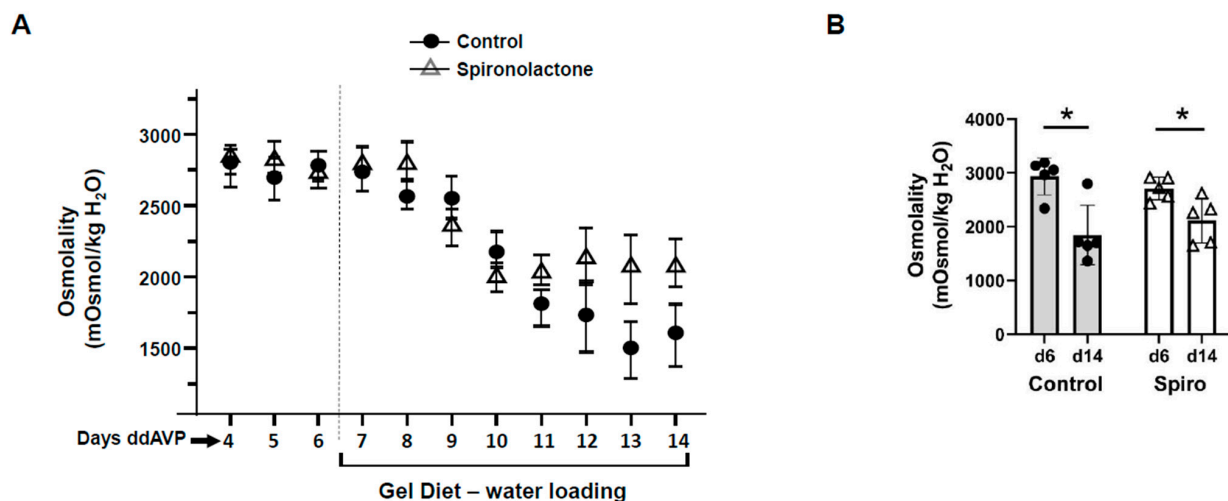 A
Control
Spironolactone
Osmolality
(mOsmol/kg H₂O)
3000
2500
2000
1500
Days ddAVP
4 5 6 7 8 9 10 11 12 13 14
Gel Diet – water loading
B
* *
Osmolality
(mOsmol/kg H₂O)
4000
3000
2000
1000
0
d6 d14 d6 d14
Control Spiro